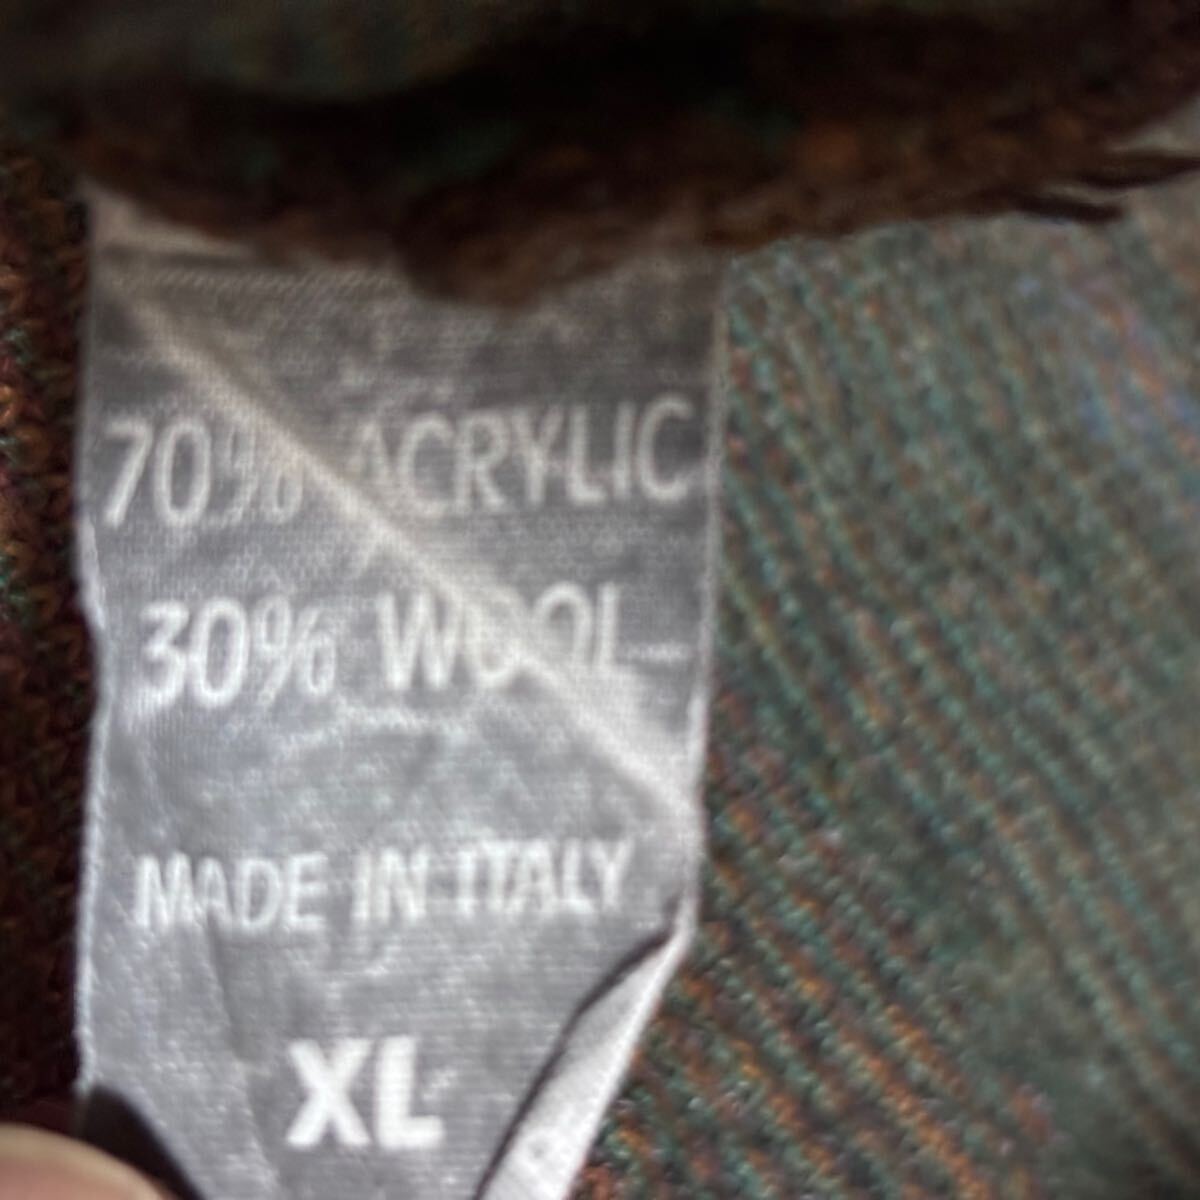 70% ACRYLIC
30% WOOL
MADE IN ITALY
XL